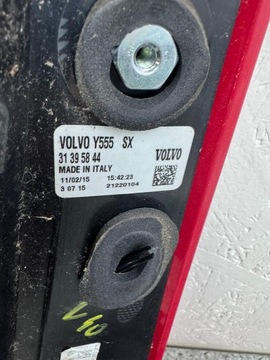 VOLVO Y555 SX
31 39 58 44
MADE IN ITALY
VOLVO
11/02/15 15:42:23
3 07 15 21220104
V40